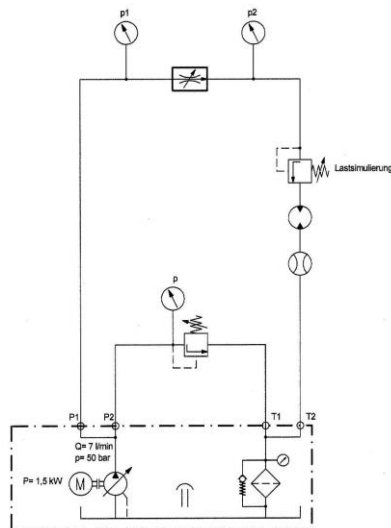 p1
p2
Lastsimulierung
p
P1
P2
T1
T2
Q= 7 l/min
p= 50 bar
P= 1,5 kW
M